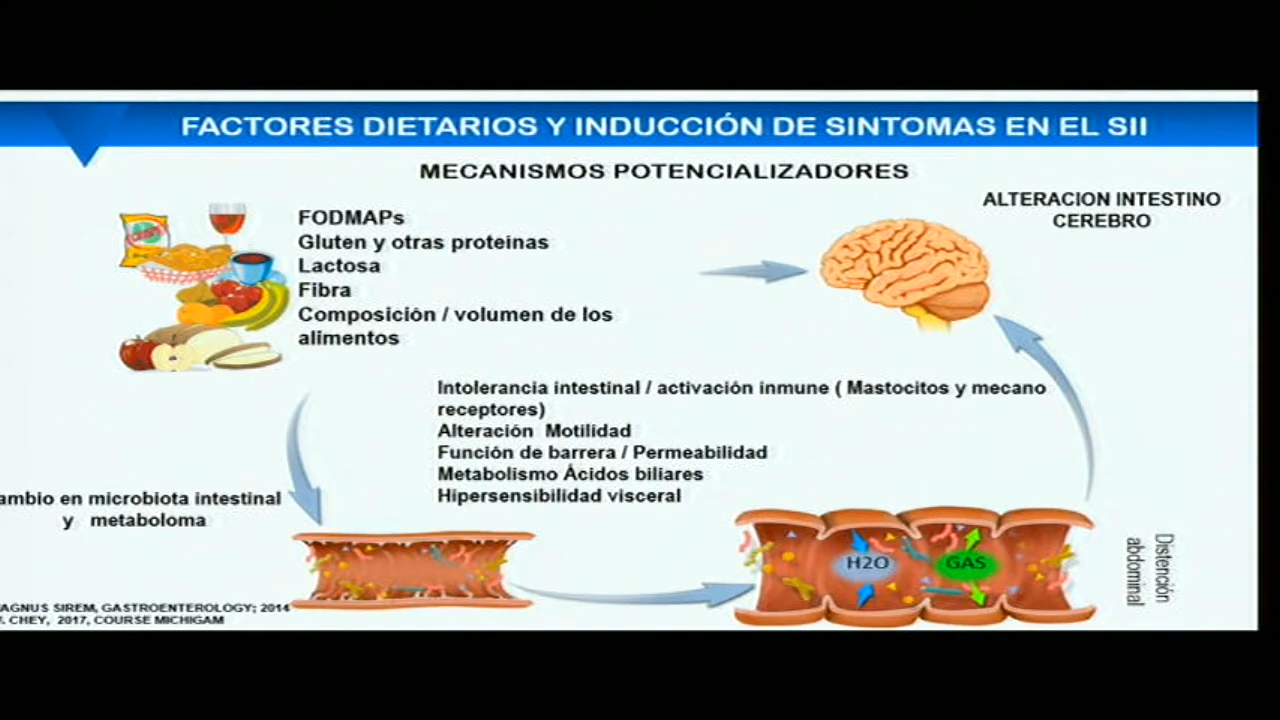 FACTORES DIETARIOS Y INDUCCIÓN DE SINTOMAS EN EL SII
MECANISMOS POTENCIALIZADORES
ALTERACION INTESTINO
CEREBRO
FODMAPs
Gluten y otras proteinas
Lactosa
Fibra
Composición / volumen de los
alimentos
Intolerancia intestinal / activación inmune ( Mastocitos y mecano
receptores)
Alteración Motilidad
Función de barrera / Permeabilidad
Metabolismo Ácidos biliares
Hipersensibilidad visceral
ambio en microbiota intestinal
y metaboloma
H2O
GAS
Distención
abdominal
AGNUS SIREM, GASTROENTEROLOGY; 2014
. CHEY, 2017, COURSE MICHIGAM